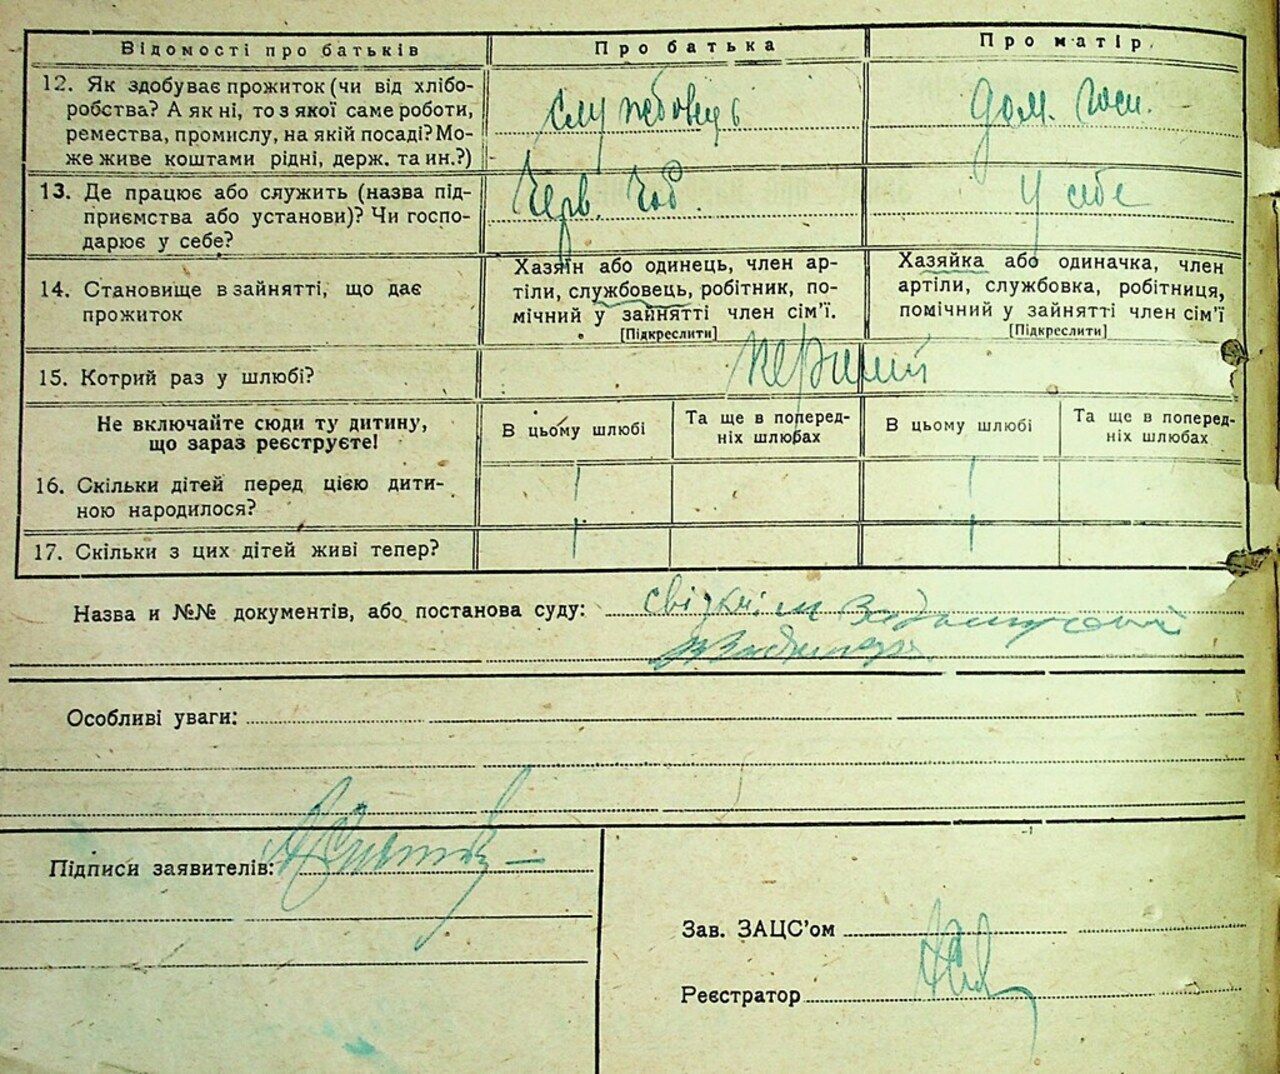 Відомості про батьків
Про батька
Про матір
12. Як здобуває прожиток (чи від хлібо-
робства? А як ні, то з якої саме роботи,
ремества, промислу, на якій посаді? Мо-
же живе коштами рідні, держ. та ин.?)
службовець
дом. госп.
13. Де працює або служить (назва під-
приємства або установи)? Чи госпо-
дарює у себе?
Черв.
у себе
14. Становище в зайнятті, що дає
прожиток
Хазяїн або одинець, член ар-
тіли, службовець, робітник, по-
мічний у зайнятті член сім'ї.
[Підкреслити]
Хазяйка або одиначка, член
артіли, службовка, робітниця,
помічний у зайнятті член сім'ї
[Підкреслити]
15. Котрий раз у шлюбі?
перший
Не включайте сюди ту дитину,
що зараз реєструєте!
В цьому шлюбі
Та ще в поперед-
ніх шлюбах
В цьому шлюбі
Та ще в поперед-
ніх шлюбах
16. Скільки дітей перед цією дити-
ною народилося?
1
1
17. Скільки з цих дітей живі тепер?
1
1
Назва и №№ документів, або постанова суду:
Особливі уваги:
Підписи заявителів:
Зав. ЗАЦС'ом
Реєстратор